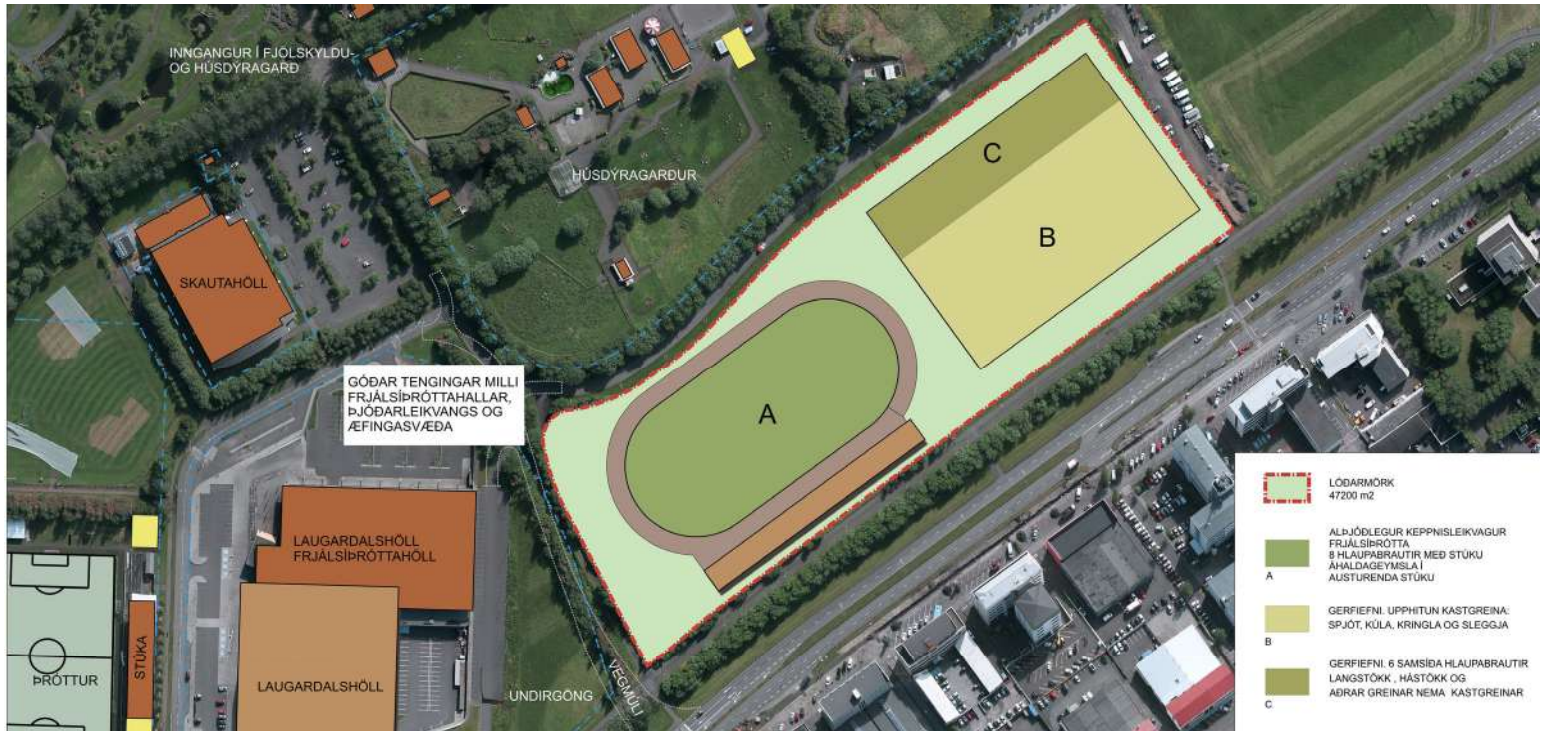 INNGANGUR Í FJÖLSKYLDU-
OG HÚSDÝRAGARÐ
HÚSDÝRAGARÐUR
SKAUTAHÖLL
GÓÐAR TENGINGAR MILLI
FRJÁLSÍÞRÓTTAHALLAR,
ÞJÓÐARLEIKVANGS OG
ÆFINGASVÆÐA
LAUGARDALSHÖLL
FRJÁLSÍÞRÓTTAHÖLL
LAUGARDALSHÖLL
ÞRÓTTUR
STÚKA
UNDIRGÖNG
VEGMÚLI
A
B
C
LÓÐARMÖRK
47200 m2
ALÞJÓÐLEGUR KEPPNISLEIKVAGUR
FRJÁLSÍÞRÓTTA
8 HLAUPABRAUTIR MEÐ STÚKU
ÁHALDAGEYMSLA Í
AUSTURENDA STÚKU
A
GERFIEFNI. UPPHITUN KASTGREINA:
SPJÓT, KÚLA, KRINGLA OG SLEGGJA
B
GERFIEFNI. 6 SAMSÍÐA HLAUPABRAUTIR
LANGSTÖKK , HÁSTÖKK OG
AÐRAR GREINAR NEMA KASTGREINAR
C